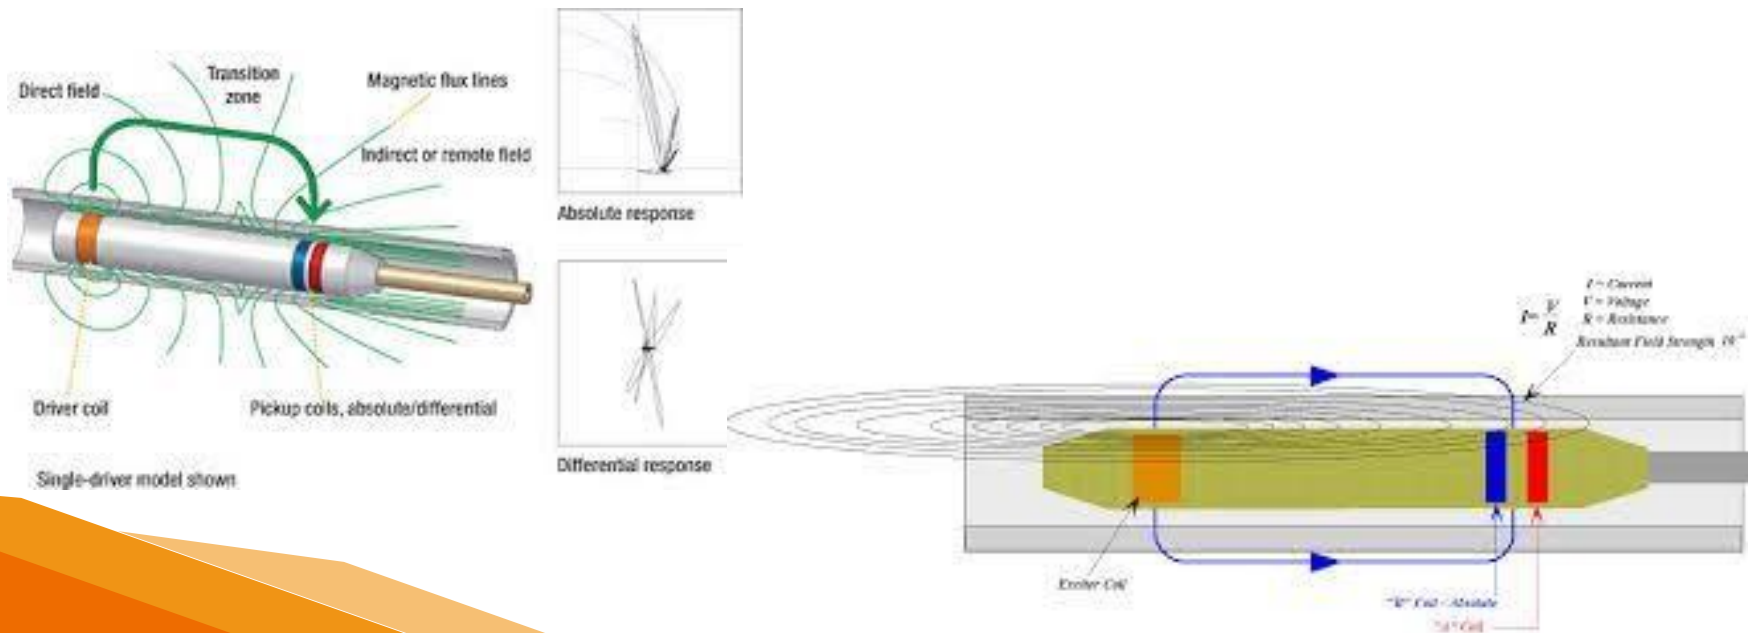 Direct field
Transition
zone
Magnetic flux lines
Indirect or remote field
Driver coil
Pickup coils, absolute/differential
Single-driver model shown
Absolute response
Differential response
I = V
R
I = Current
V = Voltage
R = Resistance
Resultant Field Strength 10
Exciter Coil
"B" Coil - Absolute
"A" Coil